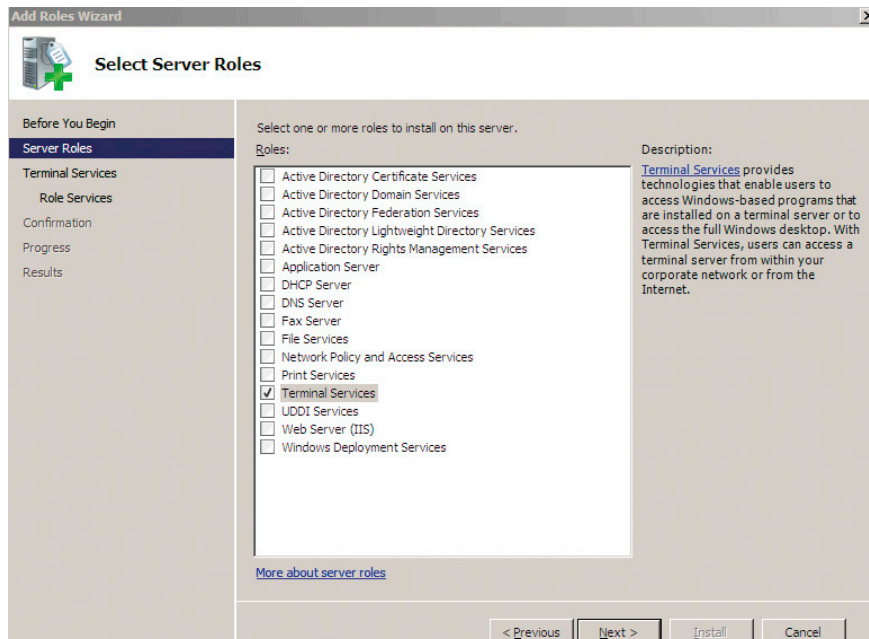 Add Roles Wizard
Select Server Roles
Before You Begin
Server Roles
Terminal Services
Role Services
Confirmation
Progress
Results
Select one or more roles to install on this server.
Roles:
Active Directory Certificate Services
Active Directory Domain Services
Active Directory Federation Services
Active Directory Lightweight Directory Services
Active Directory Rights Management Services
Application Server
DHCP Server
DNS Server
Fax Server
File Services
Network Policy and Access Services
Print Services
Terminal Services
UDDI Services
Web Server (IIS)
Windows Deployment Services
More about server roles
Description:
Terminal Services provides
technologies that enable users to
access Windows-based programs that
are installed on a terminal server or to
access the full Windows desktop. With
Terminal Services, users can access a
terminal server from within your
corporate network or from the
Internet.
< Previous
Next >
Install
Cancel